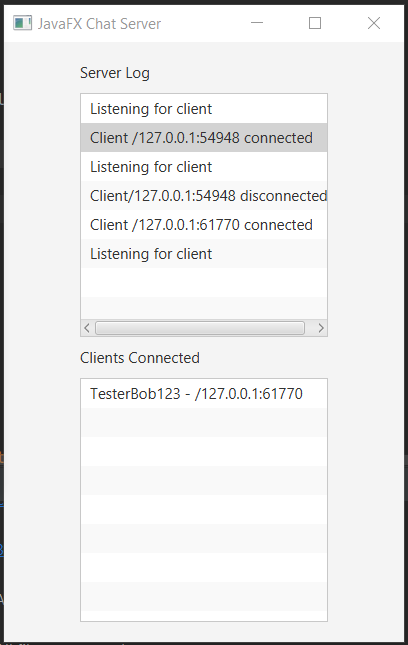 JavaFX Chat Server
Server Log
Listening for client
Client /127.0.0.1:54948 connected
Listening for client
Client/127.0.0.1:54948 disconnected
Client /127.0.0.1:61770 connected
Listening for client
Clients Connected
TesterBob123 - /127.0.0.1:61770